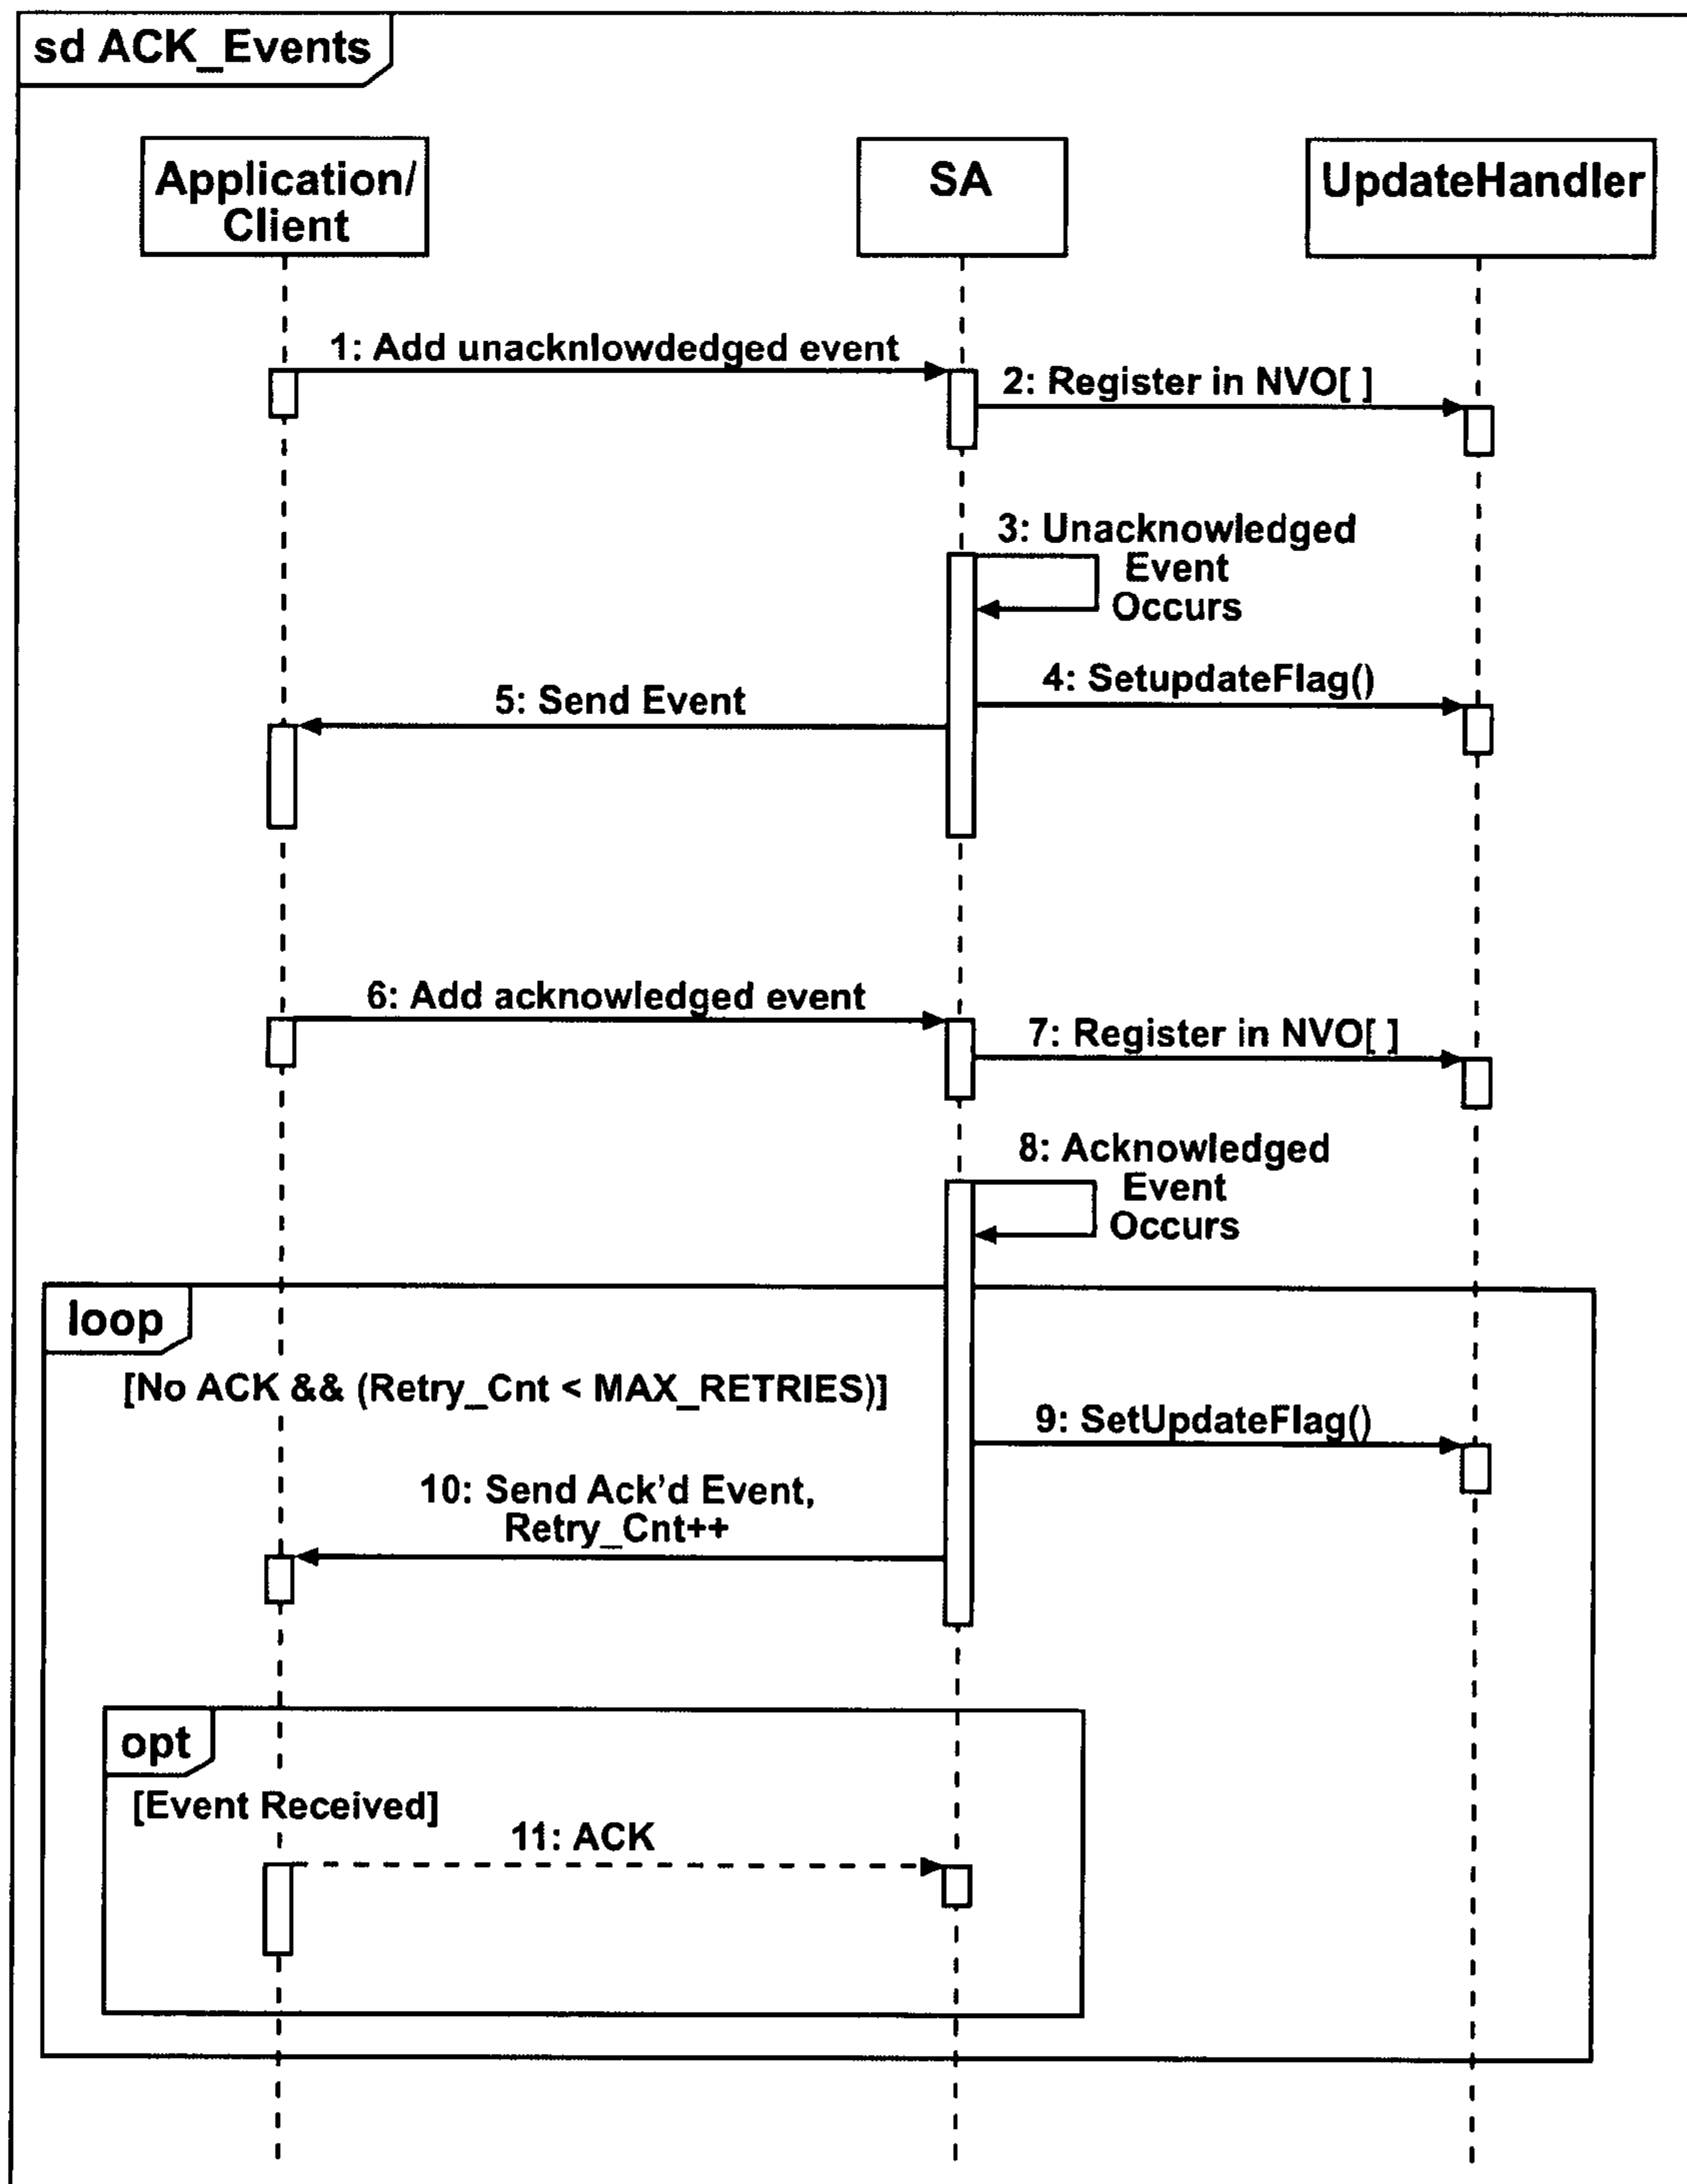 sd ACK_Events
Application/
Client
SA
UpdateHandler
1: Add unacknlowdedged event
2: Register in NVO[ ]
3: Unacknowledged
Event
Occurs
4: SetupdateFlag()
5: Send Event
6: Add acknowledged event
7: Register in NVO[ ]
8: Acknowledged
Event
Occurs
loop
[No ACK && (Retry_Cnt < MAX_RETRIES)]
9: SetUpdateFlag()
10: Send Ack'd Event,
Retry_Cnt++
opt
[Event Received]
11: ACK